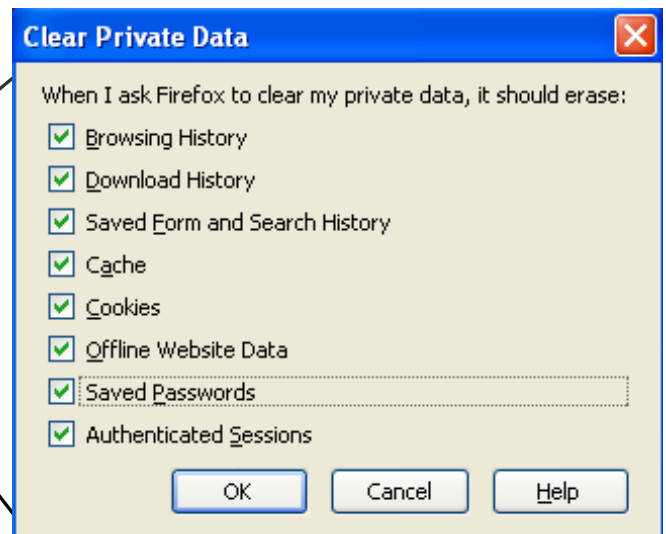 Clear Private Data
When I ask Firefox to clear my private data, it should erase:
Browsing History
Download History
Saved Form and Search History
Cache
Cookies
Offline Website Data
Saved Passwords
Authenticated Sessions
OK Cancel Help